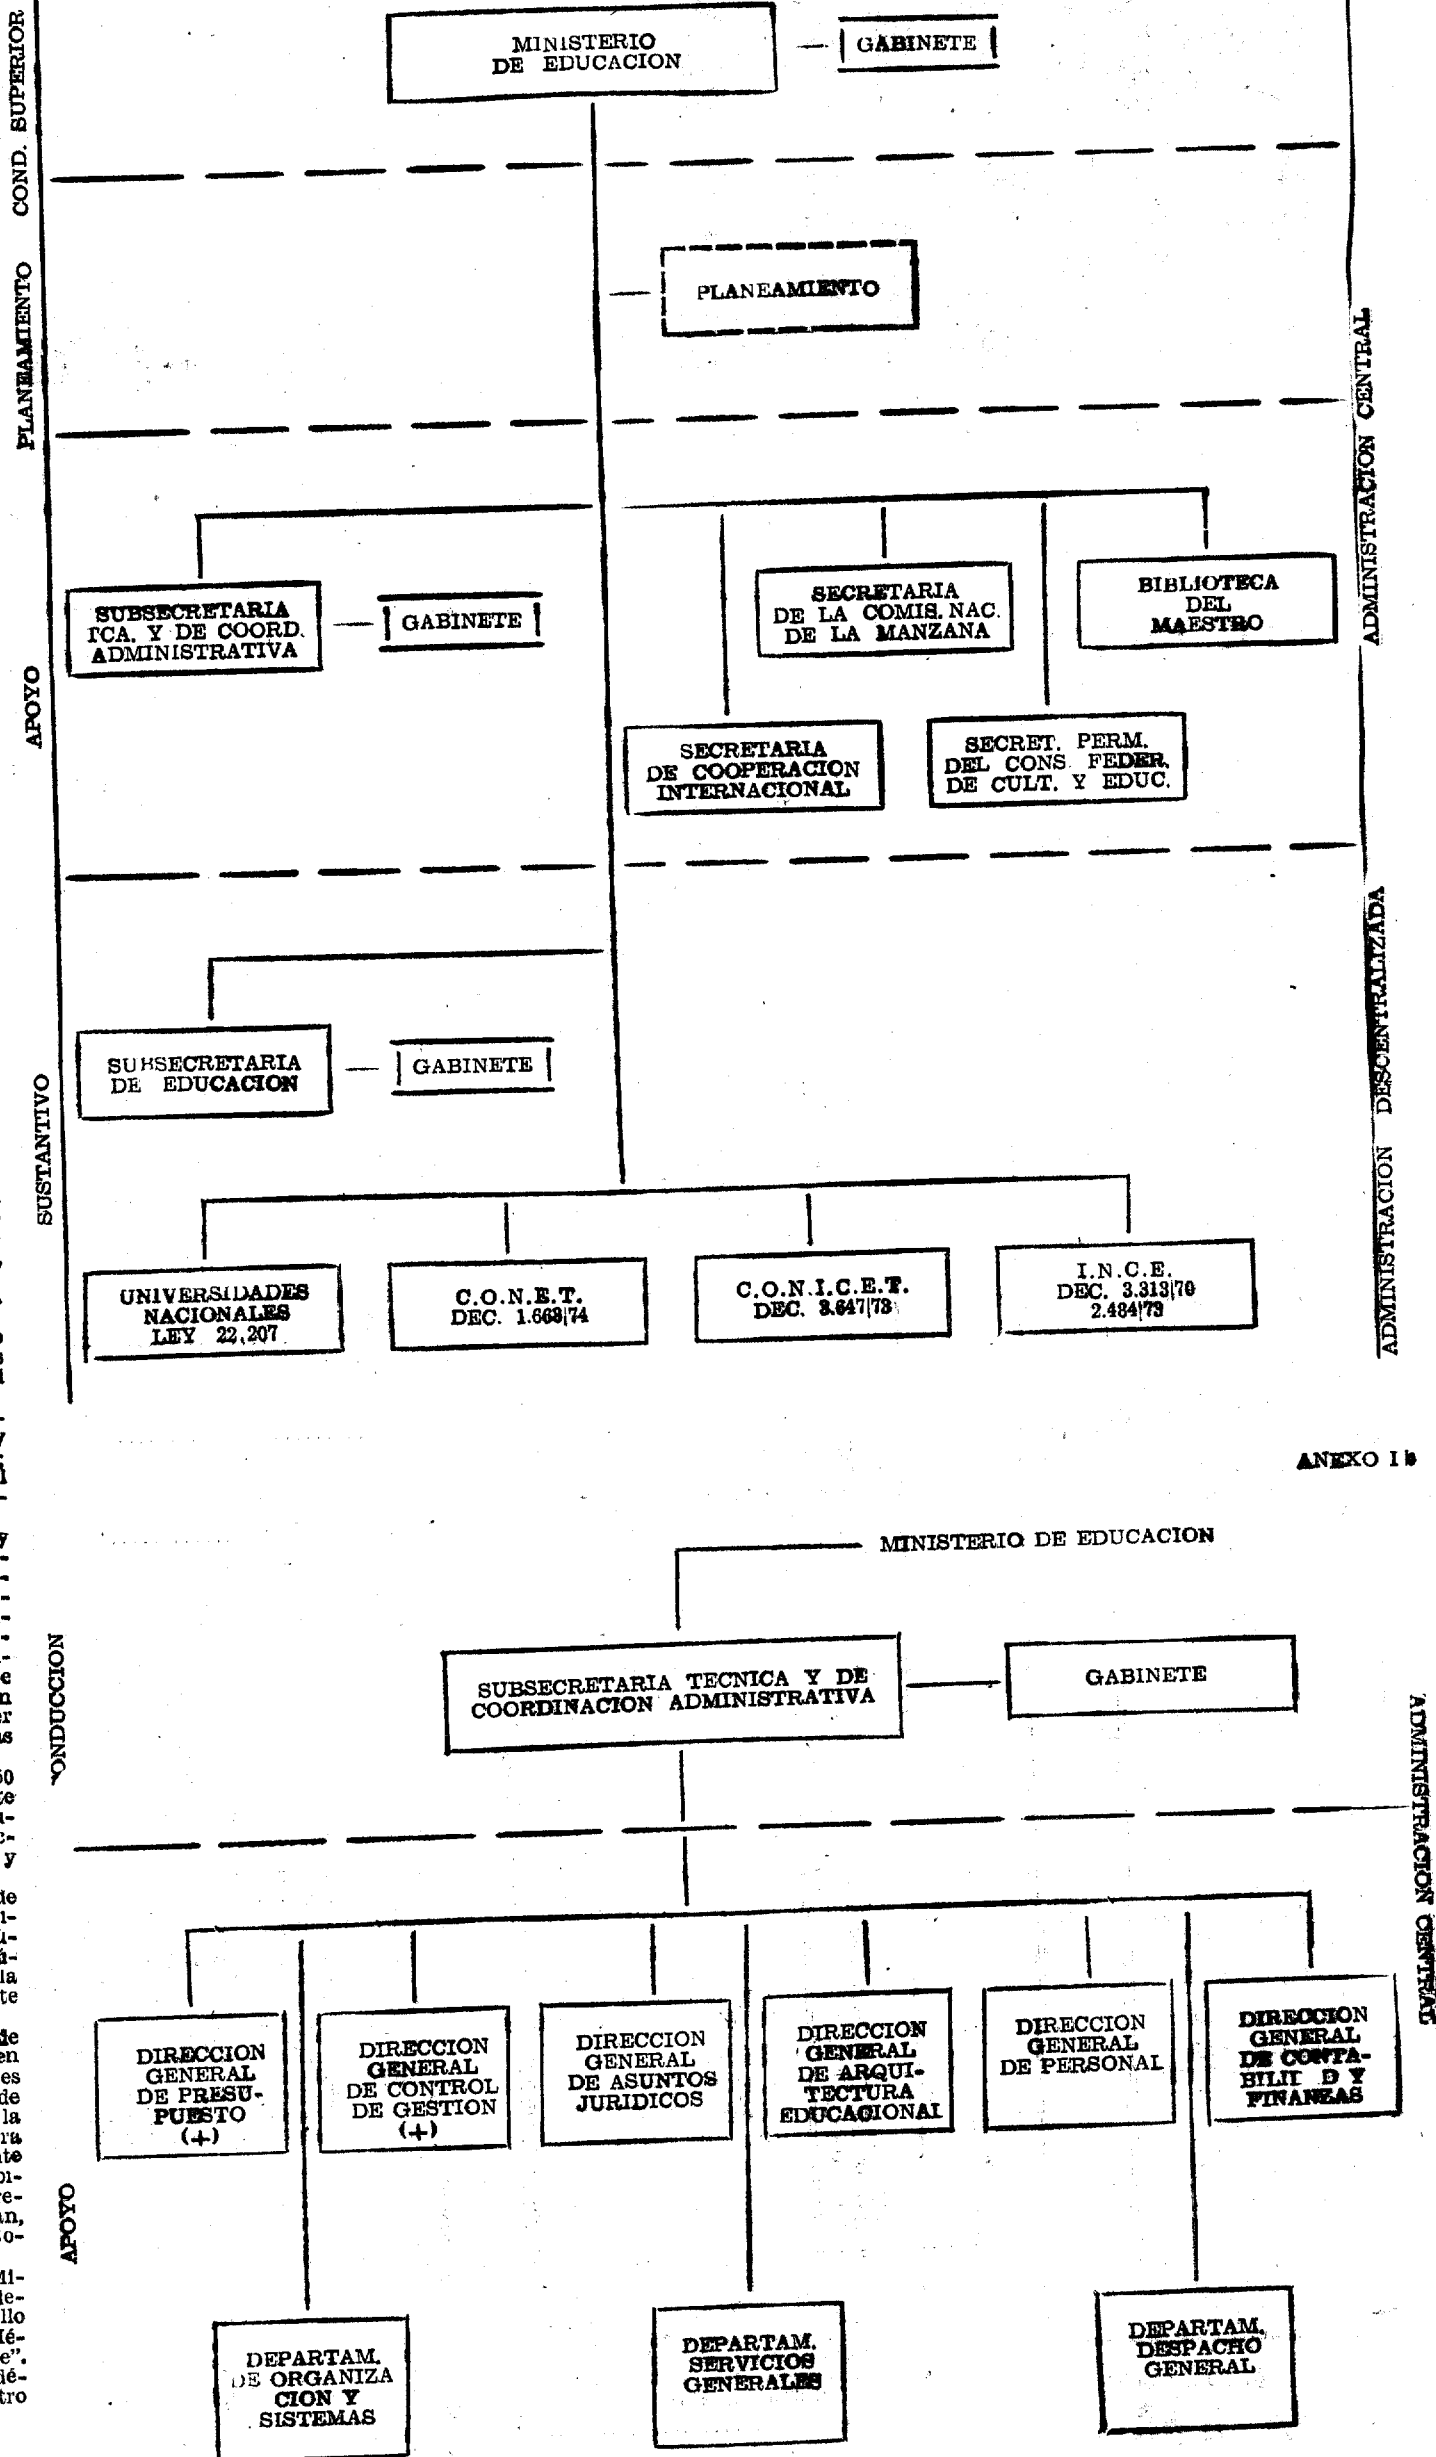 COND. SUPERIOR
PLANEAMIENTO
APOYO
SUSTANTIVO
ADMINISTRACION CENTRAL
ADMINISTRACION DESCENTRALIZADA
MINISTERIO
DE EDUCACION
GABINETE
PLANEAMIENTO
SUBSECRETARIA
TCA. Y DE COORD.
ADMINISTRATIVA
GABINETE
SECRETARIA
DE LA COMIS. NAC.
DE LA MANZANA
BIBLIOTECA
DEL
MAESTRO
SECRETARIA
DE COOPERACION
INTERNACIONAL
SECRET. PERM.
DEL CONS. FEDER.
DE CULT. Y EDUC.
SUBSECRETARIA
DE EDUCACION
GABINETE
UNIVERSIDADES
NACIONALES
LEY 22,207
C.O.N.E.T.
DEC. 1.668|74
C.O.N.I.C.E.T.
DEC. 3.647|73
I.N.C.E.
DEC. 3.313|70
2.484|73
ANEXO I b
MINISTERIO DE EDUCACION
ONDUCCION
SUBSECRETARIA TECNICA Y DE
COORDINACION ADMINISTRATIVA
GABINETE
ADMINISTRACION CENTRAL
APOYO
DIRECCION
GENERAL
DE PRESU-
PUESTO
(+)
DIRECCION
GENERAL
DE CONTROL
DE GESTION
(+)
DIRECCION
GENERAL
DE ASUNTOS
JURIDICOS
DIRECCION
GENERAL
DE ARQUI-
TECTURA
EDUCACIONAL
DIRECCION
GENERAL
DE PERSONAL
DIRECCION
GENERAL
DE CONTA-
BILII D Y
FINANZAS
DEPARTAM.
DE ORGANIZA
CION Y
SISTEMAS
DEPARTAM.
SERVICIOS
GENERALES
DEPARTAM.
DESPACHO
GENERAL